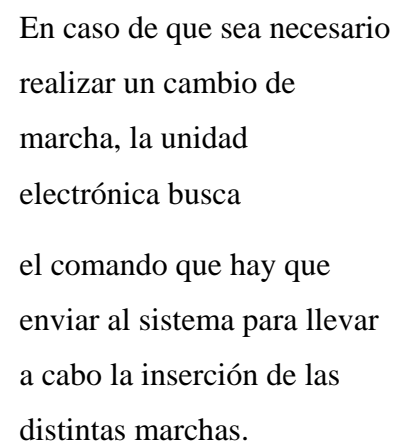 En caso de que sea necesario
realizar un cambio de
marcha, la unidad
electrónica busca
el comando que hay que
enviar al sistema para llevar
a cabo la inserción de las
distintas marchas.